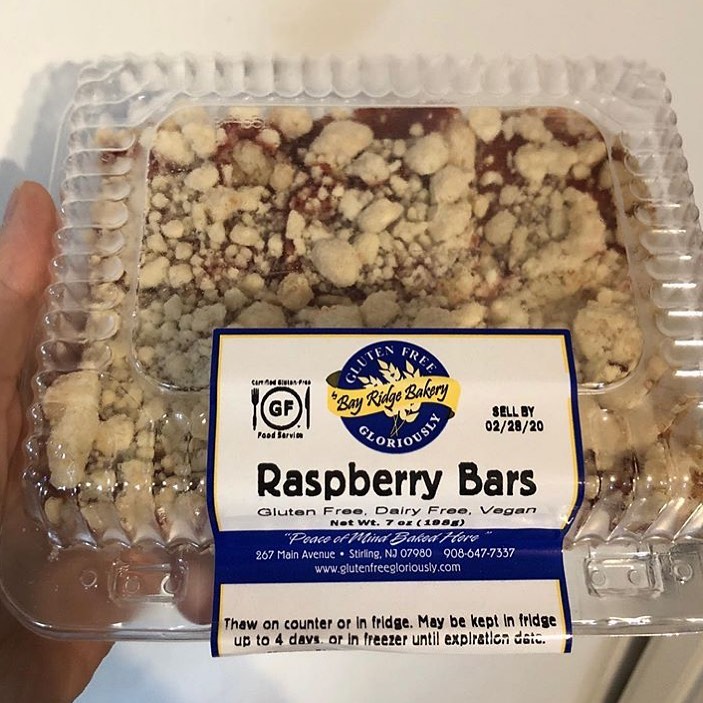 Certified Gluten-Free
GF
Food Service
GLUTEN FREE
by Bay Ridge Bakery
GLORIOUSLY
SELL BY
02/28/20
Raspberry Bars
Gluten Free, Dairy Free, Vegan
Net Wt. 7 oz (198g)
"Peace of Mind Baked Here"
267 Main Avenue • Stirling, NJ 07980 908-647-7337
www.glutenfreegloriously.com
Thaw on counter or in fridge. May be kept in fridge
up to 4 days, or in freezer until expiration date.